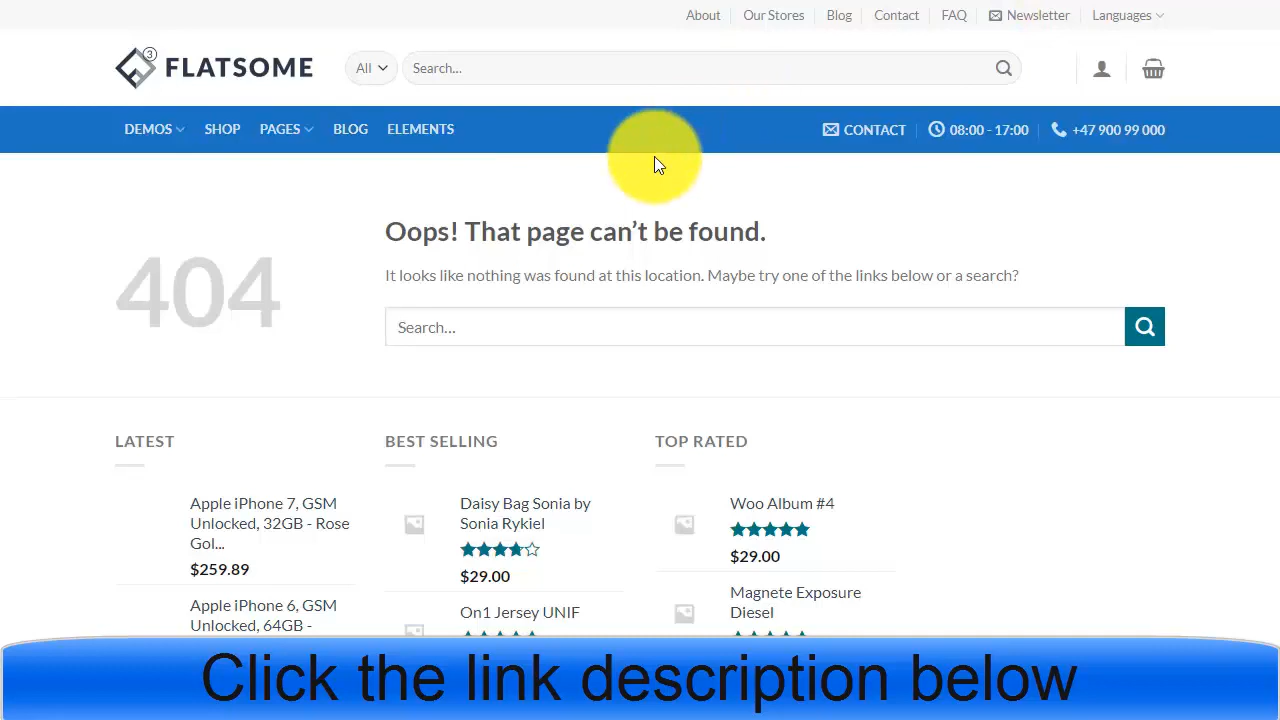 About
Our Stores
Blog
Contact
FAQ
Newsletter
Languages
3
FLATSOME
All
Search...
DEMOS
SHOP
PAGES
BLOG
ELEMENTS
CONTACT
08:00 - 17:00
+47 900 99 000
404
Oops! That page can’t be found.
It looks like nothing was found at this location. Maybe try one of the links below or a search?
Search…
LATEST
Apple iPhone 7, GSM
Unlocked, 32GB - Rose
Gol...
$259.89
Apple iPhone 6, GSM
Unlocked, 64GB -
BEST SELLING
Daisy Bag Sonia by
Sonia Rykiel
$29.00
On1 Jersey UNIF
TOP RATED
Woo Album #4
$29.00
Magnete Exposure
Diesel
Click the link description below